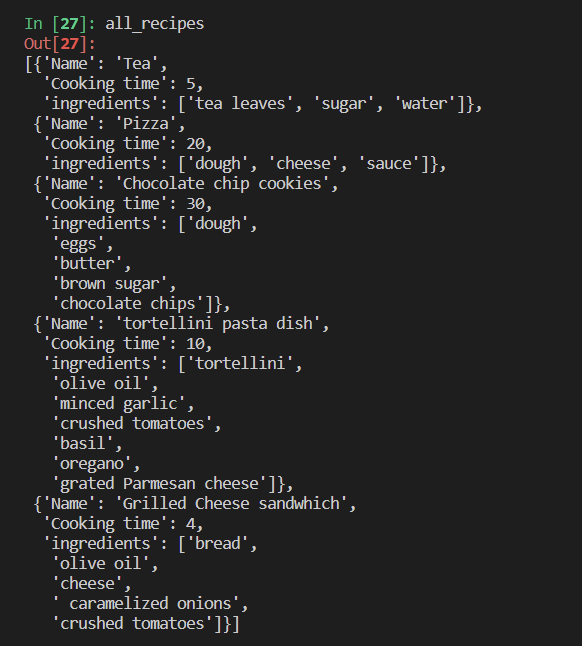 In [27]: all_recipes
Out[27]:
[{'Name': 'Tea',
'Cooking time': 5,
'ingredients': ['tea leaves', 'sugar', 'water']},
{'Name': 'Pizza',
'Cooking time': 20,
'ingredients': ['dough', 'cheese', 'sauce']},
{'Name': 'Chocolate chip cookies',
'Cooking time': 30,
'ingredients': ['dough',
'eggs',
'butter',
'brown sugar',
'chocolate chips']},
{'Name': 'tortellini pasta dish',
'Cooking time': 10,
'ingredients': ['tortellini',
'olive oil',
'minced garlic',
'crushed tomatoes',
'basil',
'oregano',
'grated Parmesan cheese']},
{'Name': 'Grilled Cheese sandwhich',
'Cooking time': 4,
'ingredients': ['bread',
'olive oil',
'cheese',
' caramelized onions',
'crushed tomatoes']}]